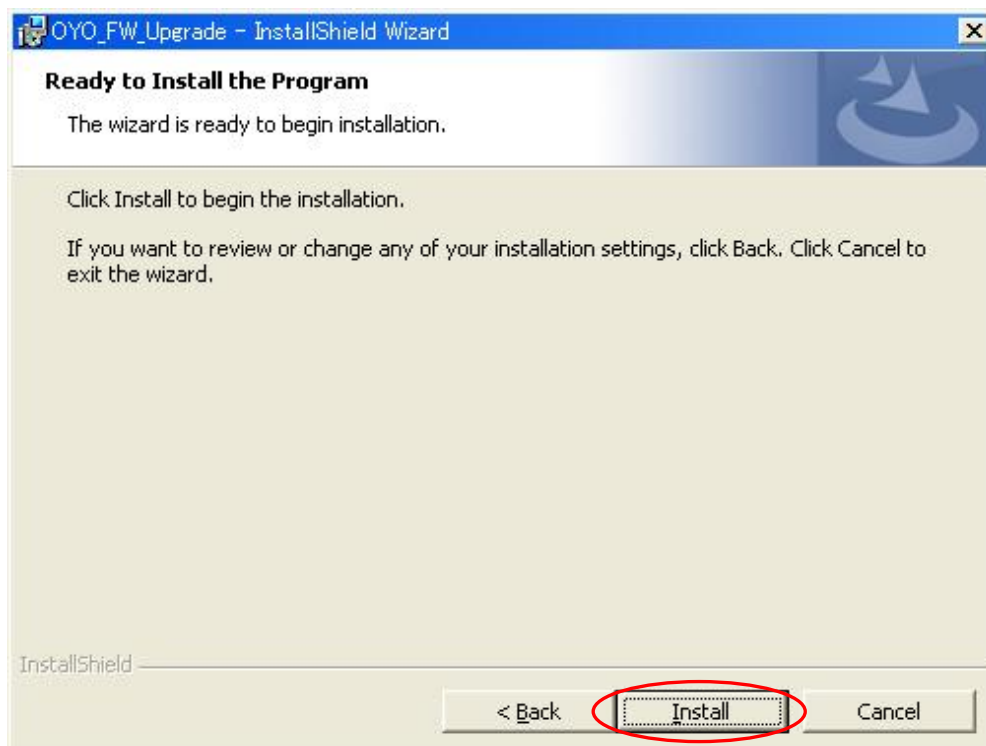 OYO_FW_Upgrade - InstallShield Wizard
Ready to Install the Program
The wizard is ready to begin installation.
Click Install to begin the installation.
If you want to review or change any of your installation settings, click Back. Click Cancel to
exit the wizard.
InstallShield
< Back
Install
Cancel